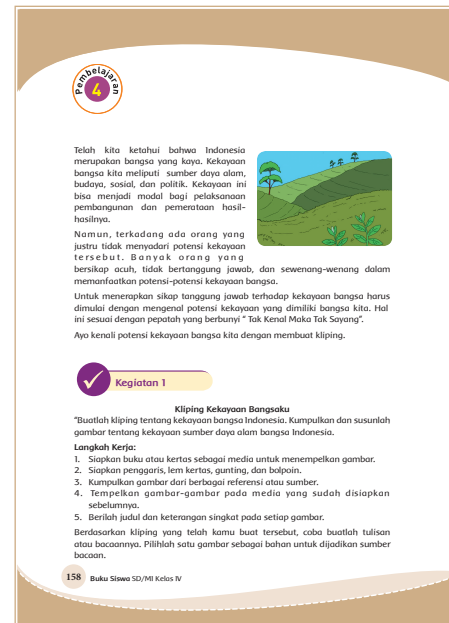 Pembelajaran
4
Telah kita ketahui bahwa Indonesia
merupakan bangsa yang kaya. Kekayaan
bangsa kita meliputi sumber daya alam,
budaya, sosial, dan politik. Kekayaan ini
bisa menjadi modal bagi pelaksanaan
pembangunan dan pemerataan hasil-
hasilnya.
Namun, terkadang ada orang yang
justru tidak menyadari potensi kekayaan
tersebut. Banyak orang yang
bersikap acuh, tidak bertanggung jawab, dan sewenang-wenang dalam
memanfaatkan potensi-potensi kekayaan bangsa.
Untuk menerapkan sikap tanggung jawab terhadap kekayaan bangsa harus
dimulai dengan mengenal potensi kekayaan yang dimiliki bangsa kita. Hal
ini sesuai dengan pepatah yang berbunyi “ Tak Kenal Maka Tak Sayang”.
Ayo kenali potensi kekayaan bangsa kita dengan membuat kliping.
Kegiatan 1
Kliping Kekayaan Bangsaku
“Buatlah kliping tentang kekayaan bangsa Indonesia. Kumpulkan dan susunlah
gambar tentang kekayaan sumber daya alam bangsa Indonesia.
Langkah Kerja:
1. Siapkan buku atau kertas sebagai media untuk menempelkan gambar.
2. Siapkan penggaris, lem kertas, gunting, dan bolpoin.
3. Kumpulkan gambar dari berbagai referensi atau sumber.
4. Tempelkan gambar-gambar pada media yang sudah disiapkan
sebelumnya.
5. Berilah judul dan keterangan singkat pada setiap gambar.
Berdasarkan kliping yang telah kamu buat tersebut, coba buatlah tulisan
atau bacaannya. Pilihlah satu gambar sebagai bahan untuk dijadikan sumber
bacaan.
158 Buku Siswa SD/MI Kelas IV